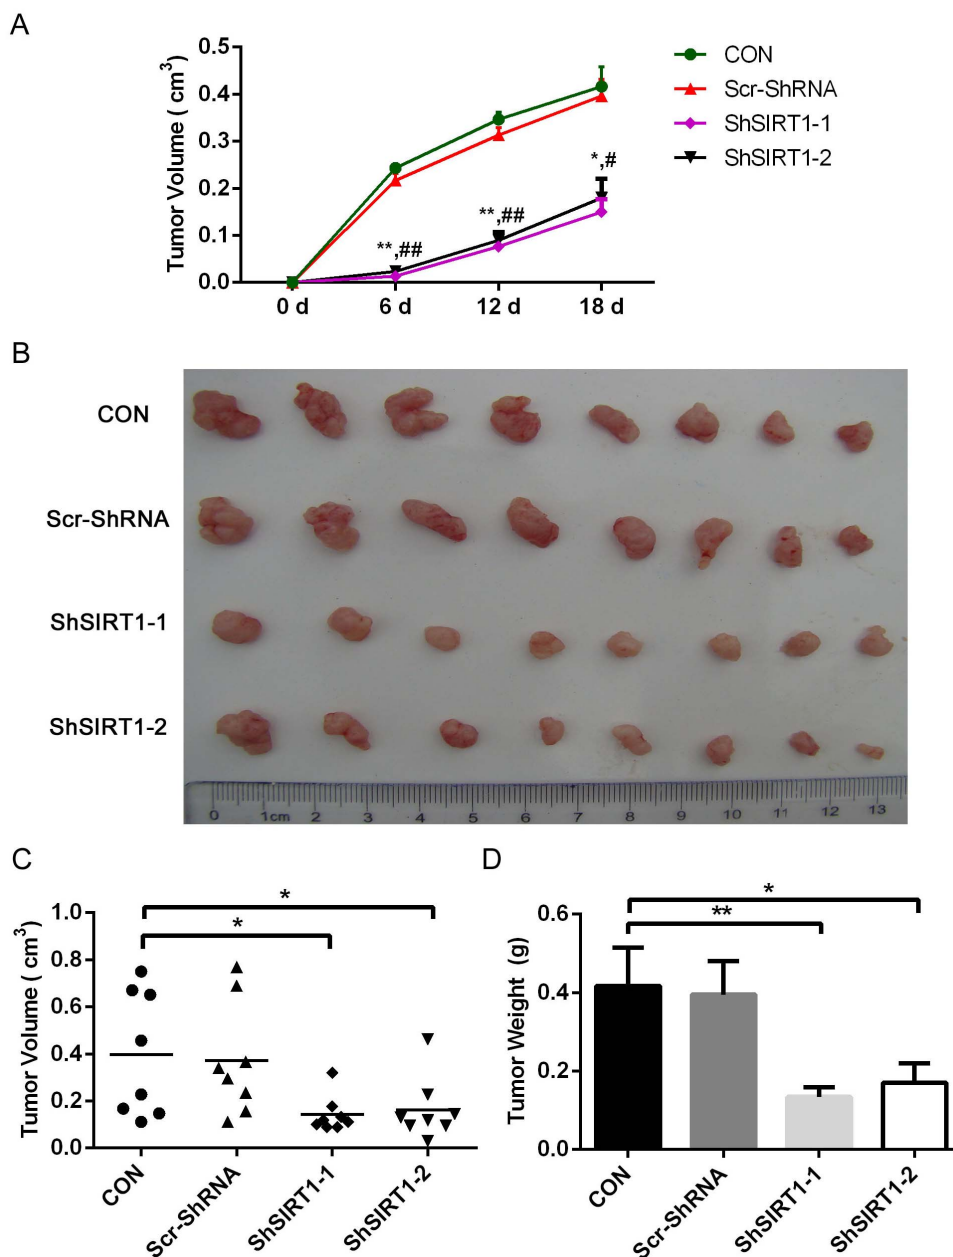 A
Tumor Volume ( cm3)
0.5
0.4
0.3
0.2
0.1
0.0
0 d
6 d
12 d
18 d
**,##
**,##
*,#
CON
Scr-ShRNA
ShSIRT1-1
ShSIRT1-2
B
CON
Scr-ShRNA
ShSIRT1-1
ShSIRT1-2
0 1cm 2 3 4 5 6 7 8 9 10 11 12 13
C
Tumor Volume ( cm3)
1.0
0.8
0.6
0.4
0.2
0.0
*
*
CON
Scr-ShRNA
ShSIRT1-1
ShSIRT1-2
D
Tumor Weight (g)
0.6
0.4
0.2
0.0
*
**
CON
Scr-ShRNA
ShSIRT1-1
ShSIRT1-2